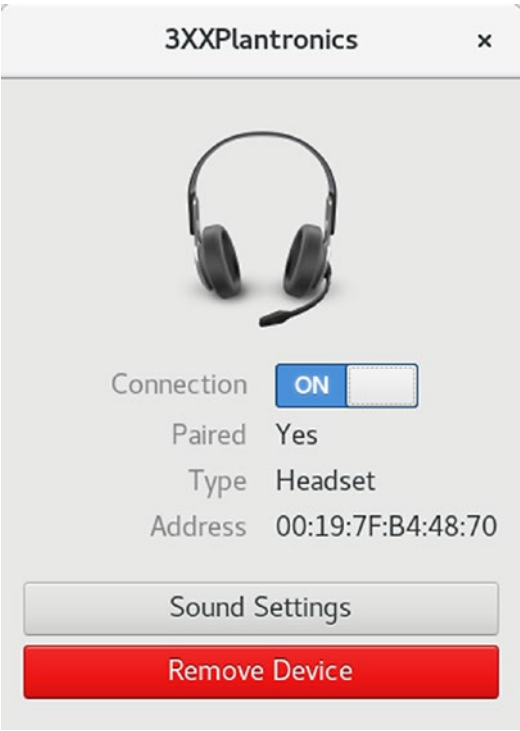 3XXPlantronics ×
Connection ON
Paired Yes
Type Headset
Address 00:19:7F:B4:48:70
Sound Settings
Remove Device